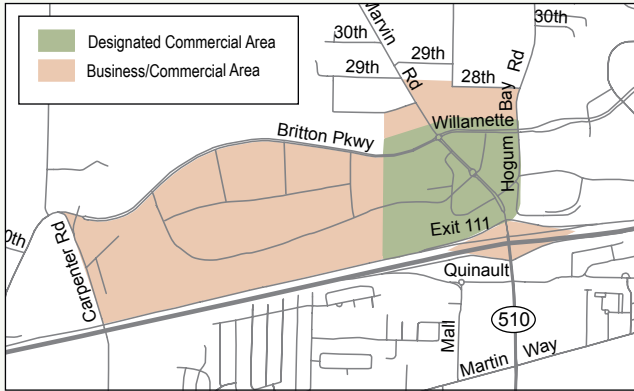 Designated Commercial Area
Business/Commercial Area
30th
Marvin Rd
29th
29th
28th
30th
Hogum Bay Rd
Willamette
Britton Pkwy
Exit 111
0th
Carpenter Rd
Quinault
Mall
510
Martin Way